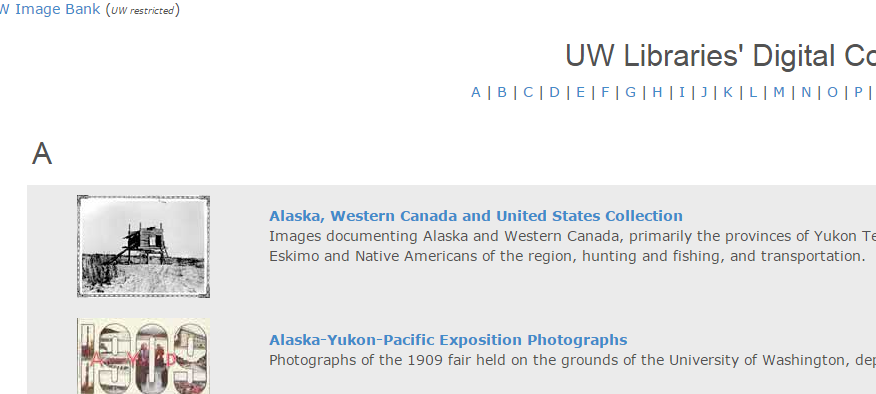 W Image Bank (UW restricted)
UW Libraries' Digital Co
A | B | C | D | E | F | G | H | I | J | K | L | M | N | O | P |
A
Alaska, Western Canada and United States Collection
Images documenting Alaska and Western Canada, primarily the provinces of Yukon Te
Eskimo and Native Americans of the region, hunting and fishing, and transportation.
1909
A Y P
Alaska-Yukon-Pacific Exposition Photographs
Photographs of the 1909 fair held on the grounds of the University of Washington, dep